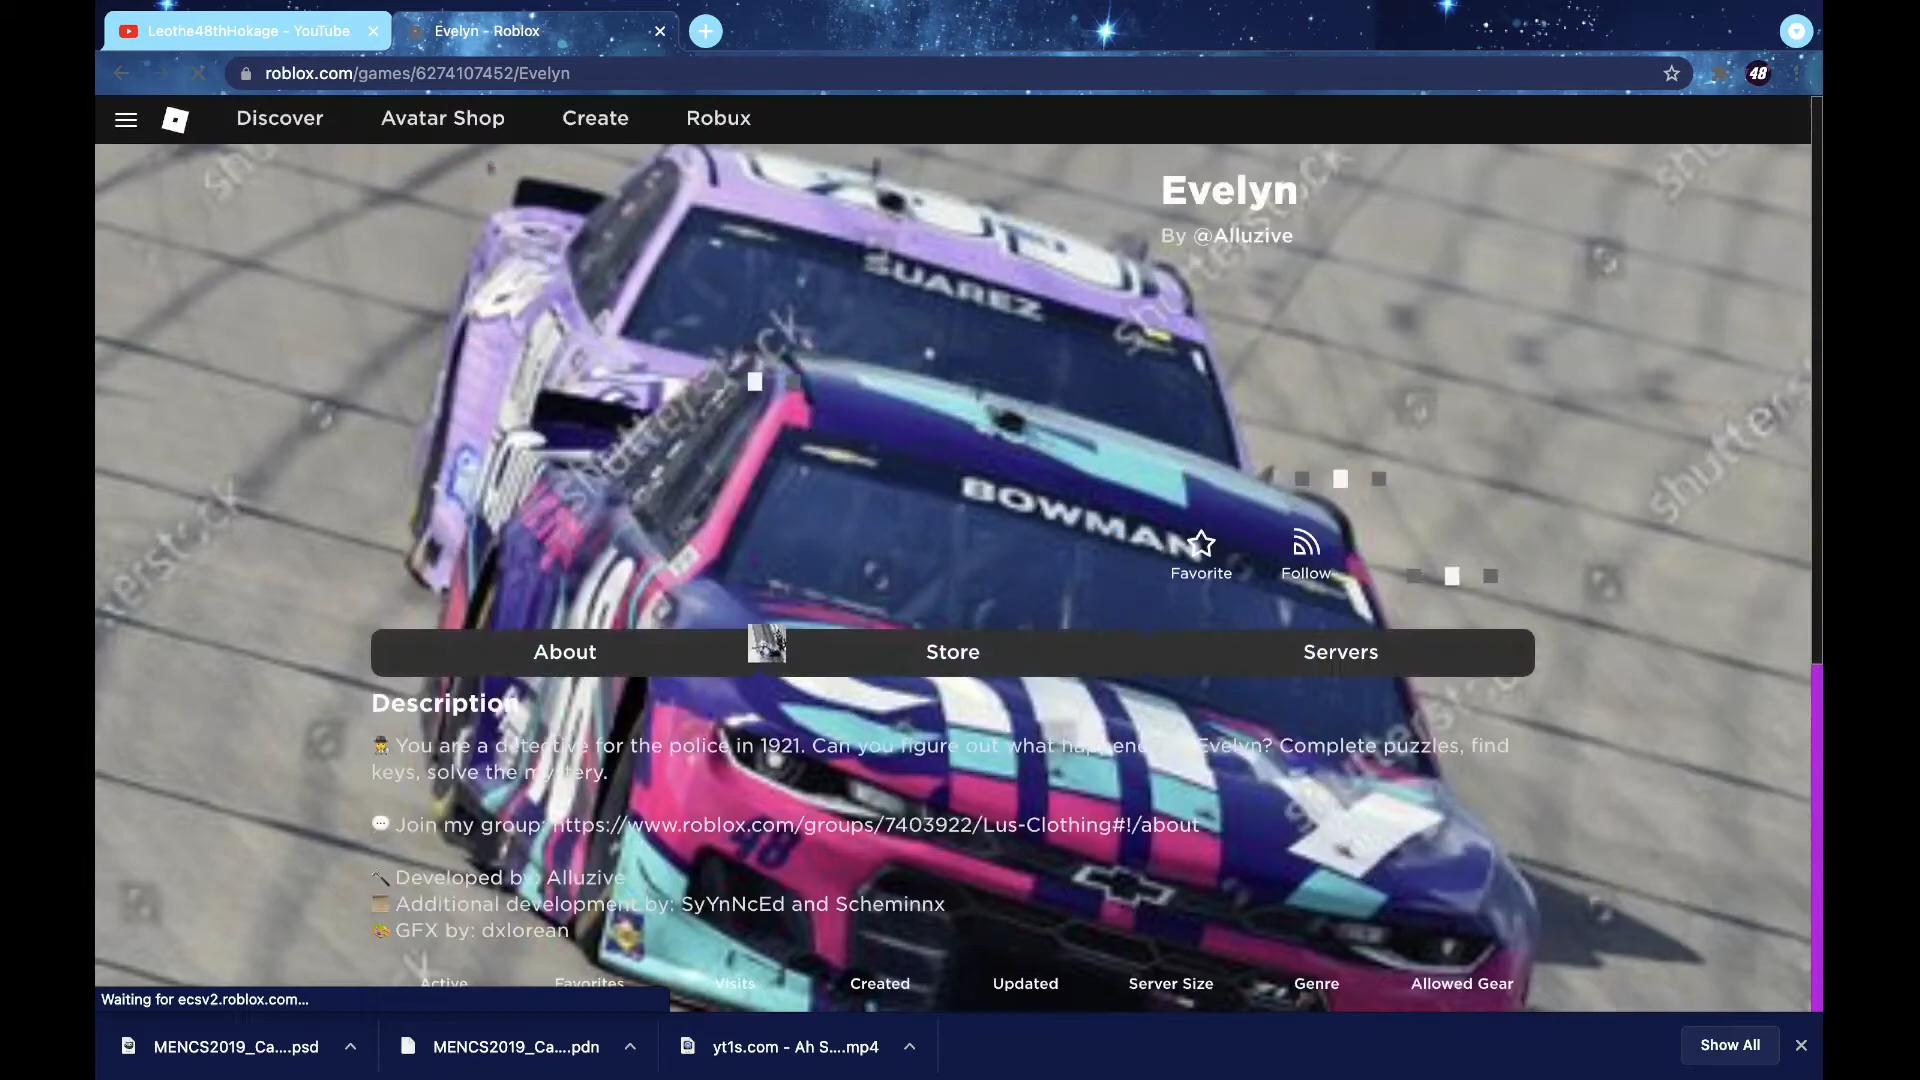 Leothe48thHokage - YouTube
Evelyn - Roblox
roblox.com/games/6274107452/Evelyn
48
Discover
Avatar Shop
Create
Robux
Evelyn
By @Alluzive
SUAREZ
BOWMAN
shutterstock
Favorite
Follow
About
Store
Servers
Description
You are a detective for the police in 1921. Can you figure out what happened to Evelyn? Complete puzzles, find
keys, solve the mystery.
Join my group: https://www.roblox.com/groups/7403922/Lus-Clothing#!/about
48
Developed by: Alluzive
Additional development by: SyYnNcEd and Scheminnx
GFX by: dxlorean
Active
Favorites
Visits
Created
Updated
Server Size
Genre
Allowed Gear
Waiting for ecsv2.roblox.com...
MENCS2019_Ca....psd
MENCS2019_Ca....pdn
yt1s.com - Ah S....mp4
Show All